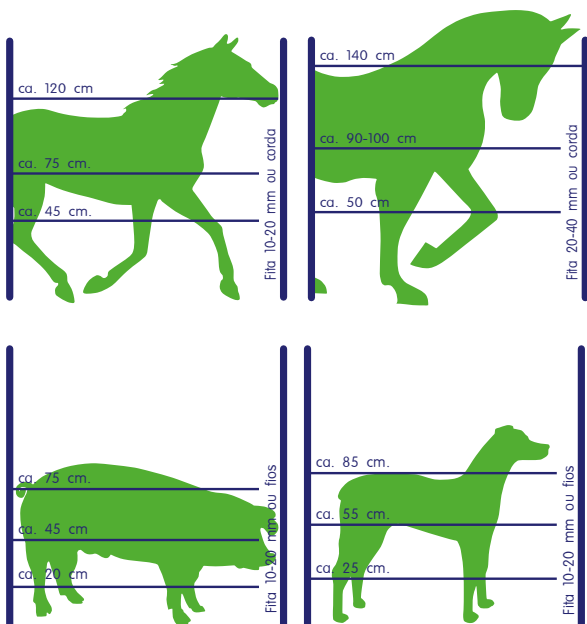 ca. 120 cm
ca. 75 cm.
ca. 45 cm.
Fita 10-20 mm ou corda
ca. 140 cm
ca. 90-100 cm
ca. 50 cm
Fita 20-40 mm ou corda
ca. 75 cm.
ca. 45 cm
ca. 20 cm
Fita 10-20 mm ou fios
ca. 85 cm.
ca. 55 cm.
ca. 25 cm
Fita 10-20 mm ou fios